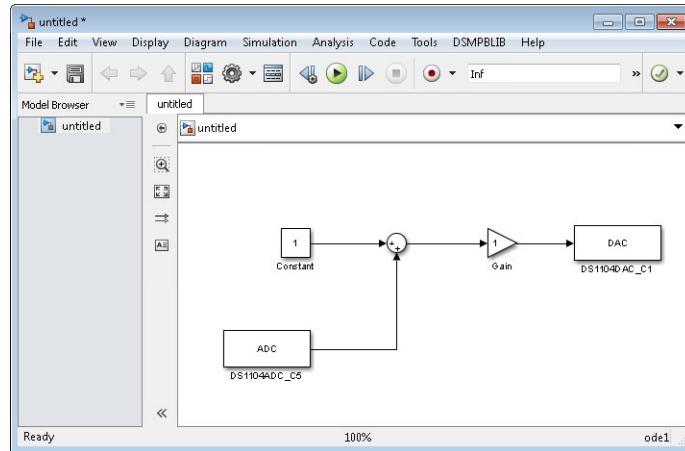 untitled *
File Edit View Display Diagram Simulation Analysis Code Tools DSMPBLIB Help
Inf
»
Model Browser
untitled
untitled
untitled
1
Constant
+
+
1
Gain
DAC
DS1104DAC_C1
ADC
DS1104ADC_C5
Ready 100% ode1